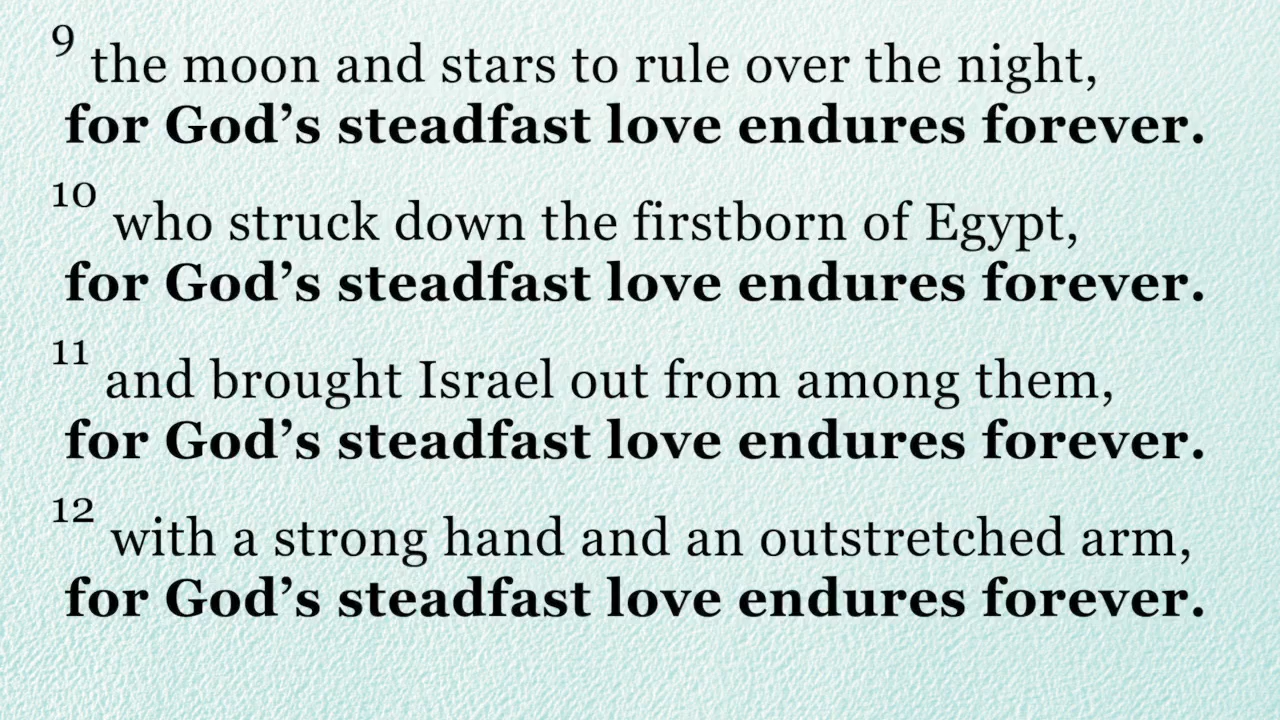 9 the moon and stars to rule over the night,
for God’s steadfast love endures forever.
10 who struck down the firstborn of Egypt,
for God’s steadfast love endures forever.
11 and brought Israel out from among them,
for God’s steadfast love endures forever.
12 with a strong hand and an outstretched arm,
for God’s steadfast love endures forever.